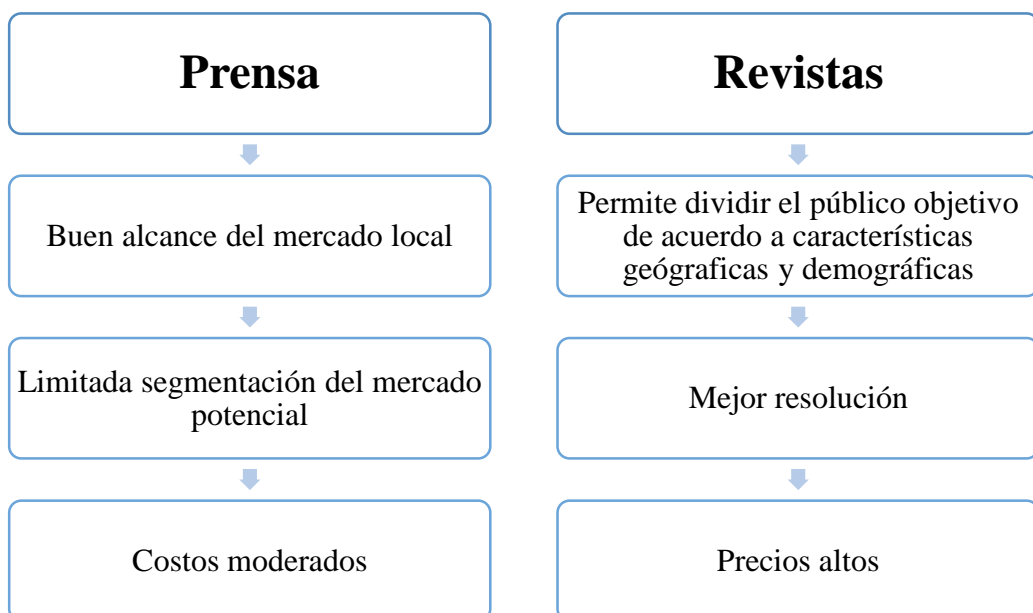 Prensa
Buen alcance del mercado local
Limitada segmentación del mercado
potencial
Costos moderados
Revistas
Permite dividir el público objetivo
de acuerdo a características
geógraficas y demográficas
Mejor resolución
Precios altos